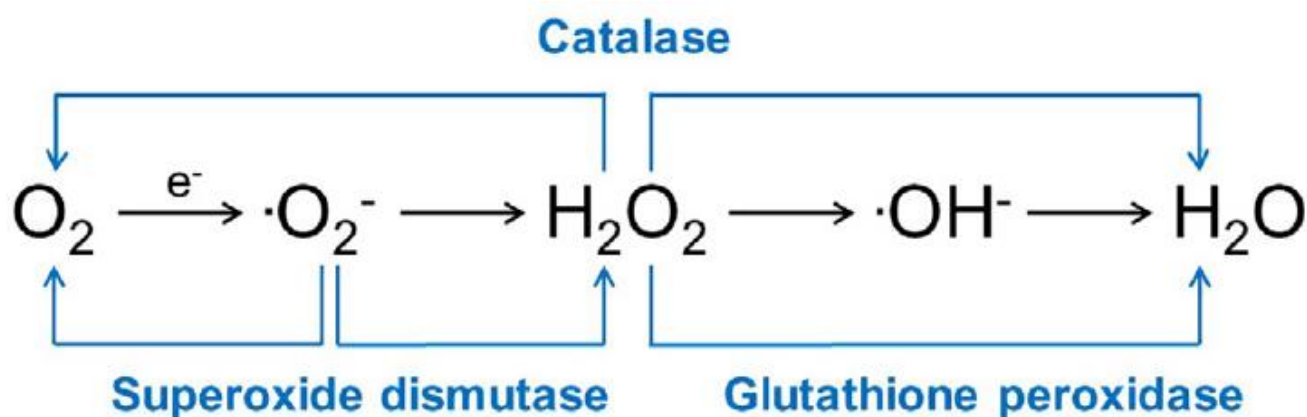 Catalase
e⁻
O₂ ·O₂⁻ H₂O₂ ·OH⁻ H₂O
Superoxide dismutase Glutathione peroxidase